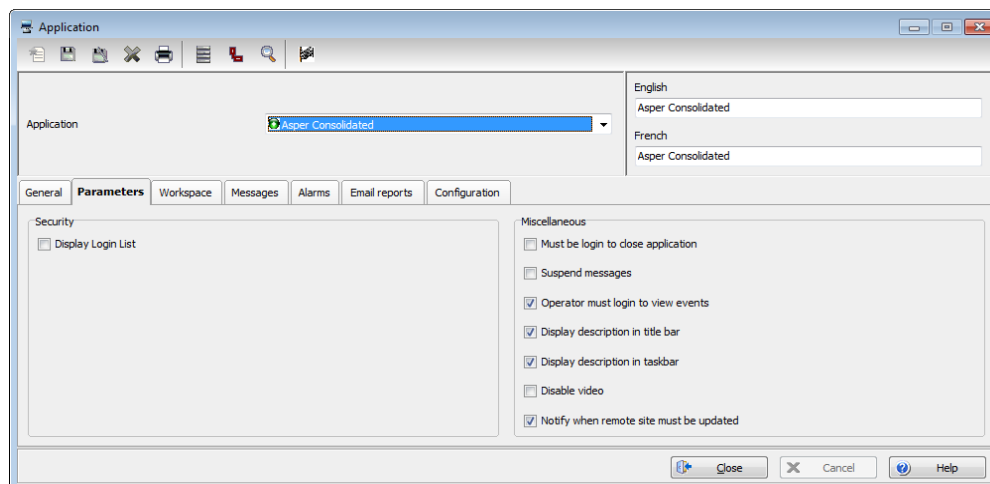 Application
English
Asper Consolidated
Application
Asper Consolidated
French
Asper Consolidated
General Parameters Workspace Messages Alarms Email reports Configuration
Security
Display Login List
Miscellaneous
Must be login to close application
Suspend messages
Operator must login to view events
Display description in title bar
Display description in taskbar
Disable video
Notify when remote site must be updated
Close Cancel Help